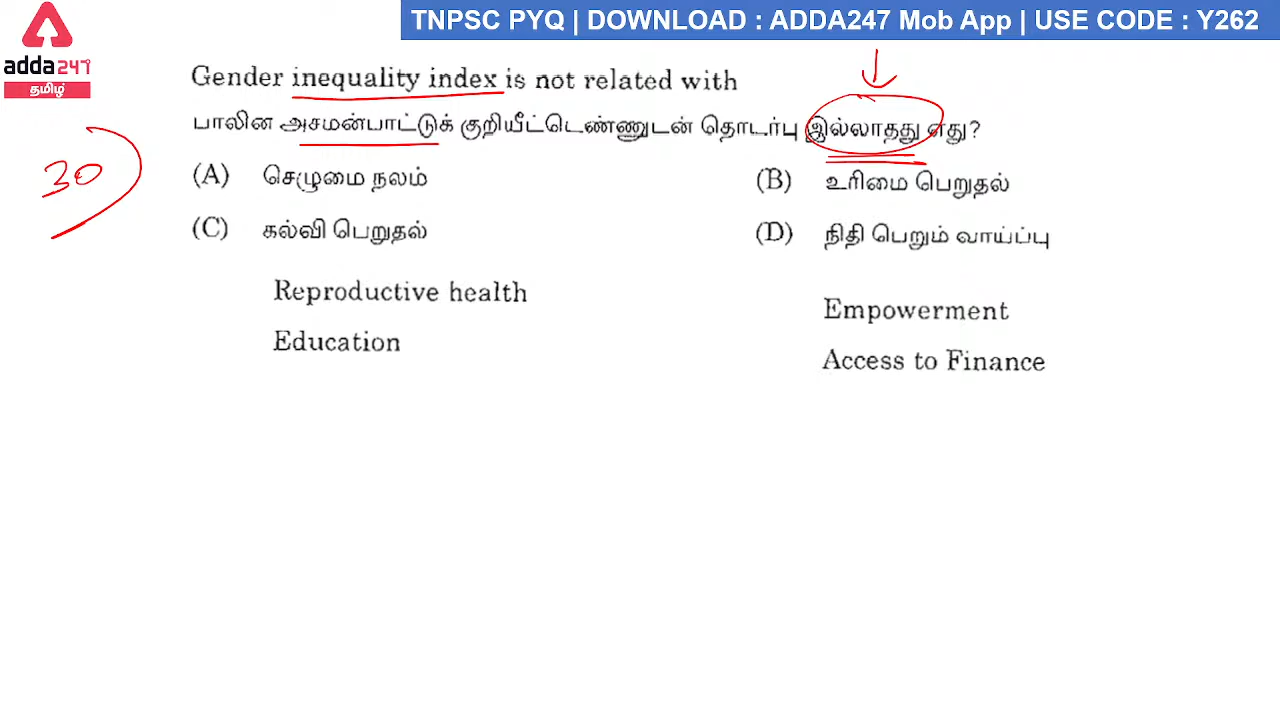 TNPSC PYQ | DOWNLOAD : ADDA247 Mob App | USE CODE : Y262
adda247
தமிழ்
Gender inequality index is not related with
பாலின அசமன்பாட்டுக் குறியீட்டெண்ணுடன் தொடர்பு இல்லாதது எது?
30
(A) செழுமை நலம்
(B) உரிமை பெறுதல்
(C) கல்வி பெறுதல்
(D) நிதி பெறும் வாய்ப்பு
Reproductive health
Empowerment
Education
Access to Finance